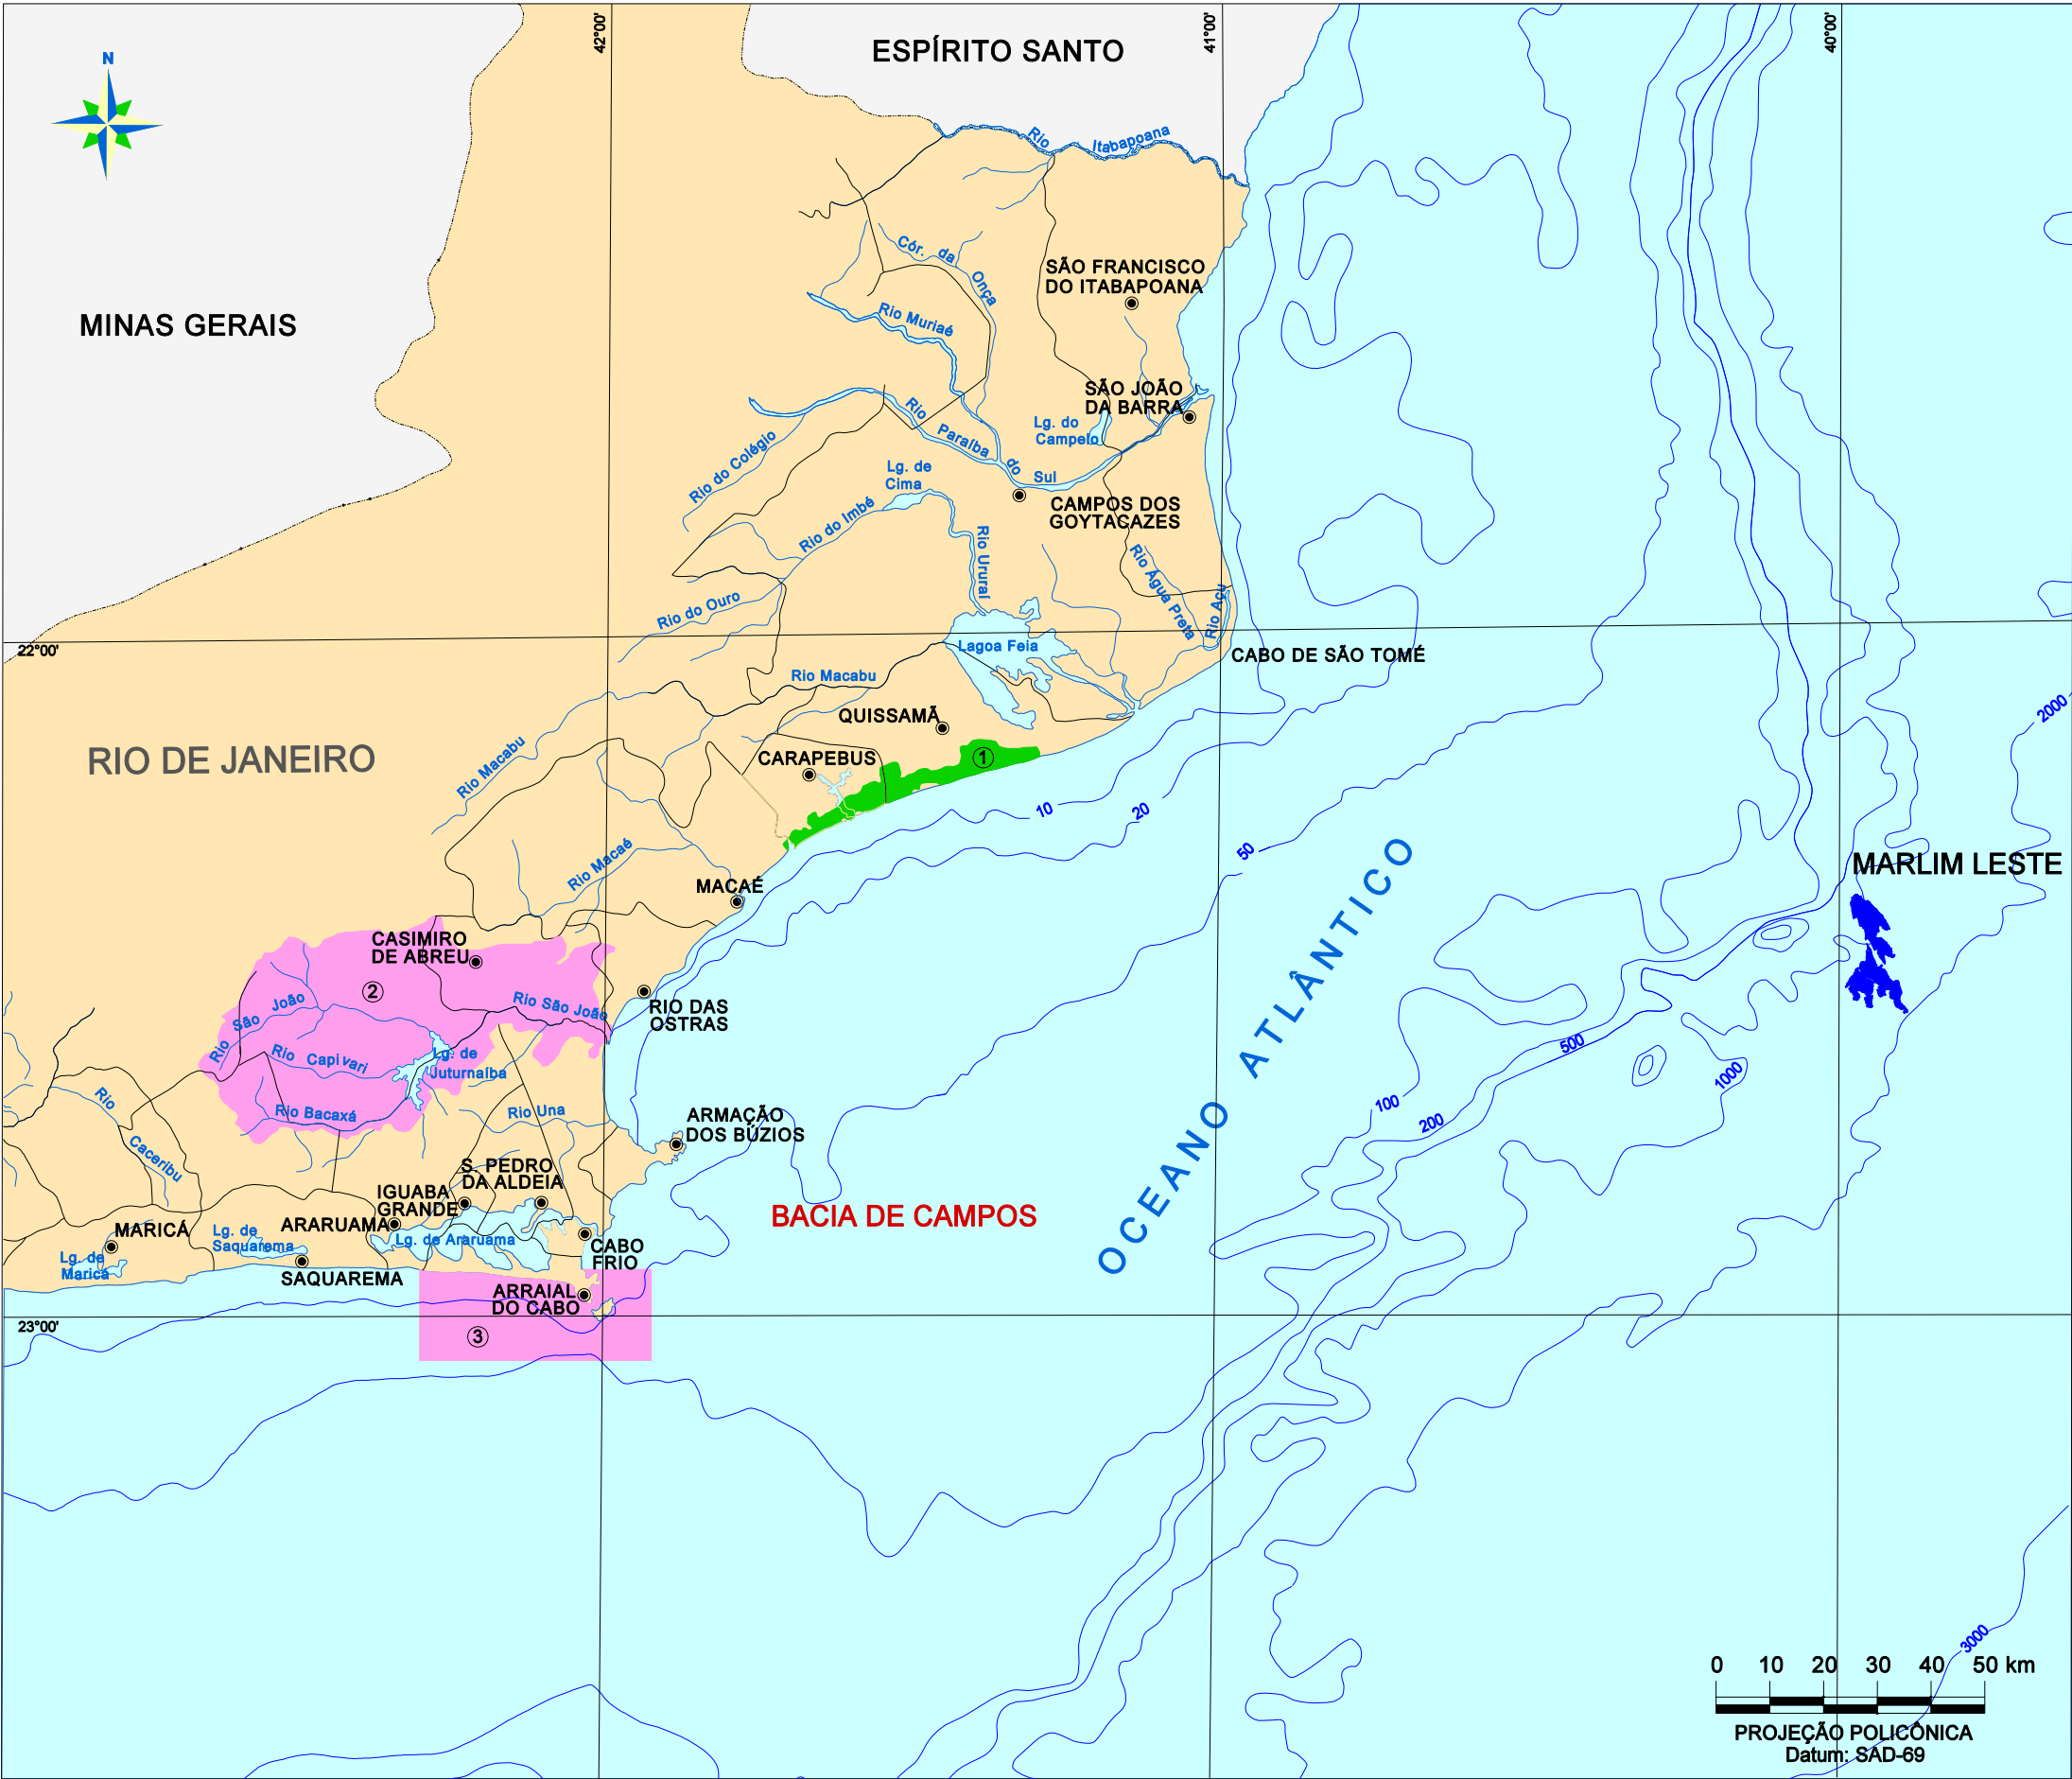 42°00'
41°00'
40°00'
N
ESPÍRITO SANTO
Rio Itabapoana
MINAS GERAIS
Cór. da Onça
SÃO FRANCISCO
DO ITABAPOANA
Rio Muriaé
SÃO JOÃO
DA BARRA
Rio Paraíba do Sul
Lg. do
Campelo
Rio do Colégio
Lg. de
Cima
CAMPOS DOS
GOYTACAZES
Rio do Imbé
Rio Ururaí
Rio Água Preta
Rio Açu
Rio do Ouro
22°00'
Lagoa Feia
CABO DE SÃO TOMÉ
Rio Macabu
QUISSAMÃ
2000
RIO DE JANEIRO
CARAPEBUS
1
Rio Macabu
10
20
50
Rio Macaé
MACAÉ
MARLIM LESTE
OCEANO ATLÂNTICO
CASIMIRO
DE ABREU
2
Rio São João
Rio São João
RIO DAS
OSTRAS
Rio Capivari
Lg. de
Juturnaíba
500
1000
Rio Bacaxá
Rio Una
100
200
Rio Caceribu
ARMAÇÃO
DOS BÚZIOS
S. PEDRO
DA ALDEIA
IGUABA
GRANDE
BACIA DE CAMPOS
MARICÁ
ARARUAMA
Lg. de
Saquarema
Lg. de Araruama
CABO
FRIO
Lg. de
Maricá
SAQUAREMA
ARRAIAL
DO CABO
23°00'
3
3000
0 10 20 30 40 50 km
PROJEÇÃO POLICÔNICA
Datum: SAD-69